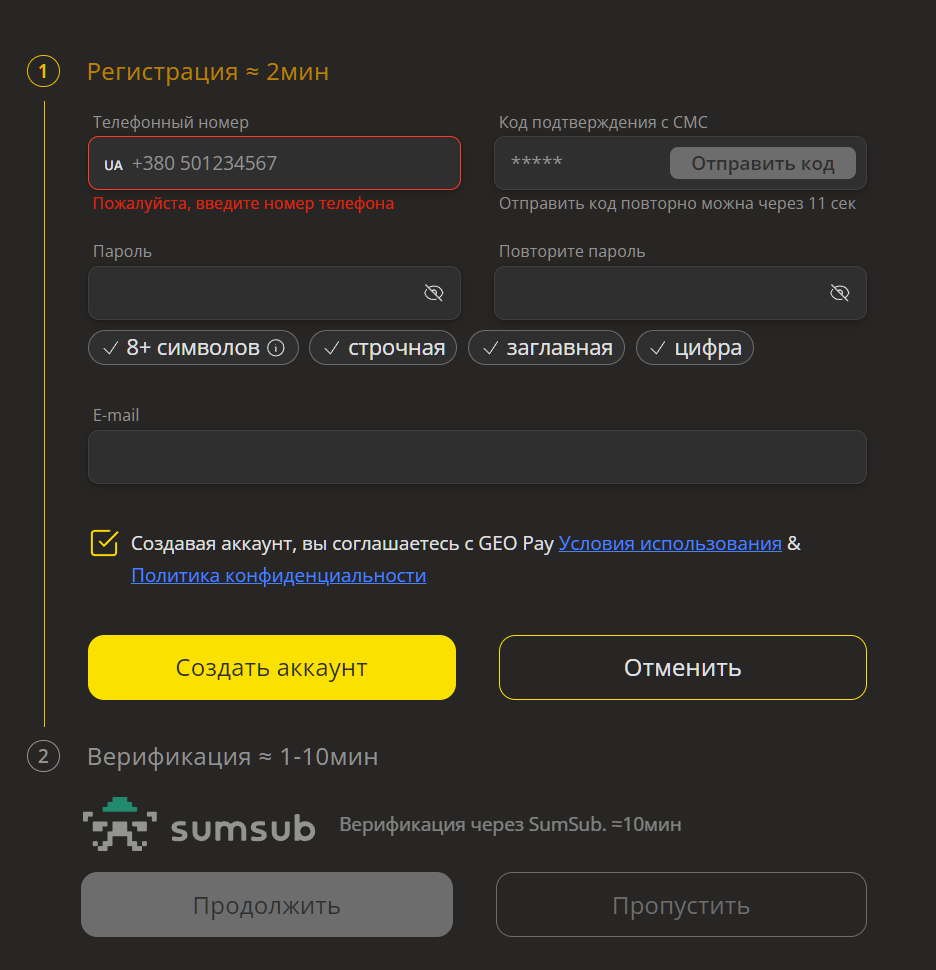 1 Регистрация ≈ 2мин
Телефонный номер
Код подтверждения с СМС
UA +380 501234567
***** Отправить код
Пожалуйста, введите номер телефона
Отправить код повторно можна через 11 сек
Пароль
Повторите пароль
8+ символов строчная заглавная цифра
E-mail
Создавая аккаунт, вы соглашаетесь с GEO Pay Условия использования &
Политика конфиденциальности
Создать аккаунт
Отменить
2 Верификация ≈ 1-10мин
sumsub Верификация через SumSub. ≈10мин
Продолжить
Пропустить